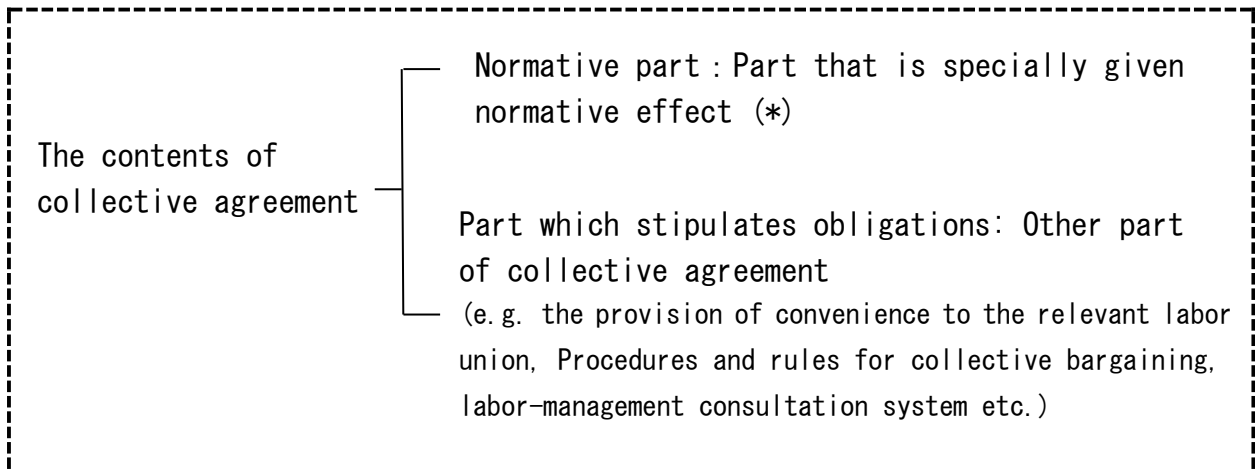 Normative part：Part that is specially given
normative effect (*)
The contents of
collective agreement
Part which stipulates obligations: Other part
of collective agreement
(e.g. the provision of convenience to the relevant labor
union, Procedures and rules for collective bargaining,
labor-management consultation system etc.)